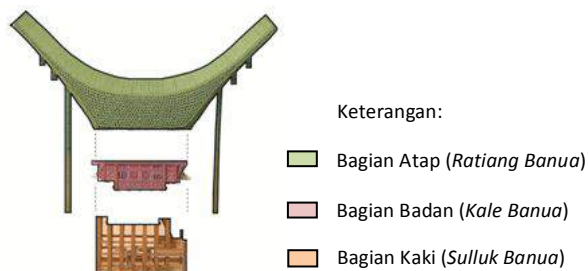 Keterangan:
Bagian Atap (Ratiang Banua)
Bagian Badan (Kale Banua)
Bagian Kaki (Sulluk Banua)